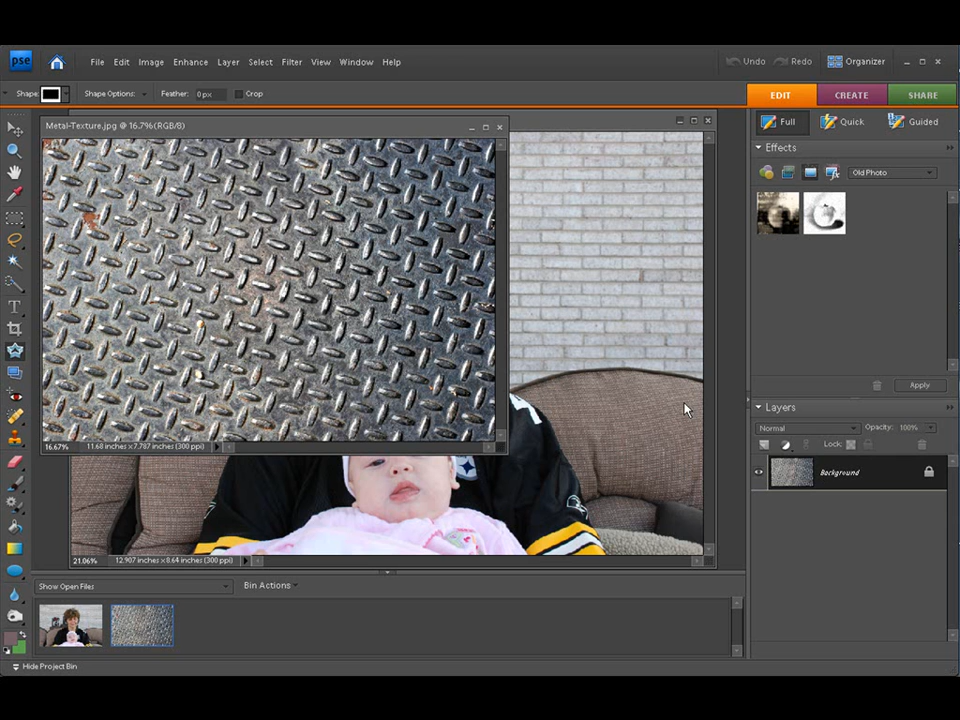 pse File Edit Image Enhance Layer Select Filter View Window Help Undo Redo Organizer
Shape: Shape Options: Feather: 0 px Crop EDIT CREATE SHARE
Full Quick Guided
Metal-Texture.jpg @ 16.7%(RGB/8)
Effects
Old Photo
Apply
Layers
Normal Opacity: 100%
Lock:
Background
T
16.67% 11.68 inches x 7.787 inches (300 ppi)
21.06% 12.907 inches x 8.64 inches (300 ppi)
Show Open Files Bin Actions
Hide Project Bin